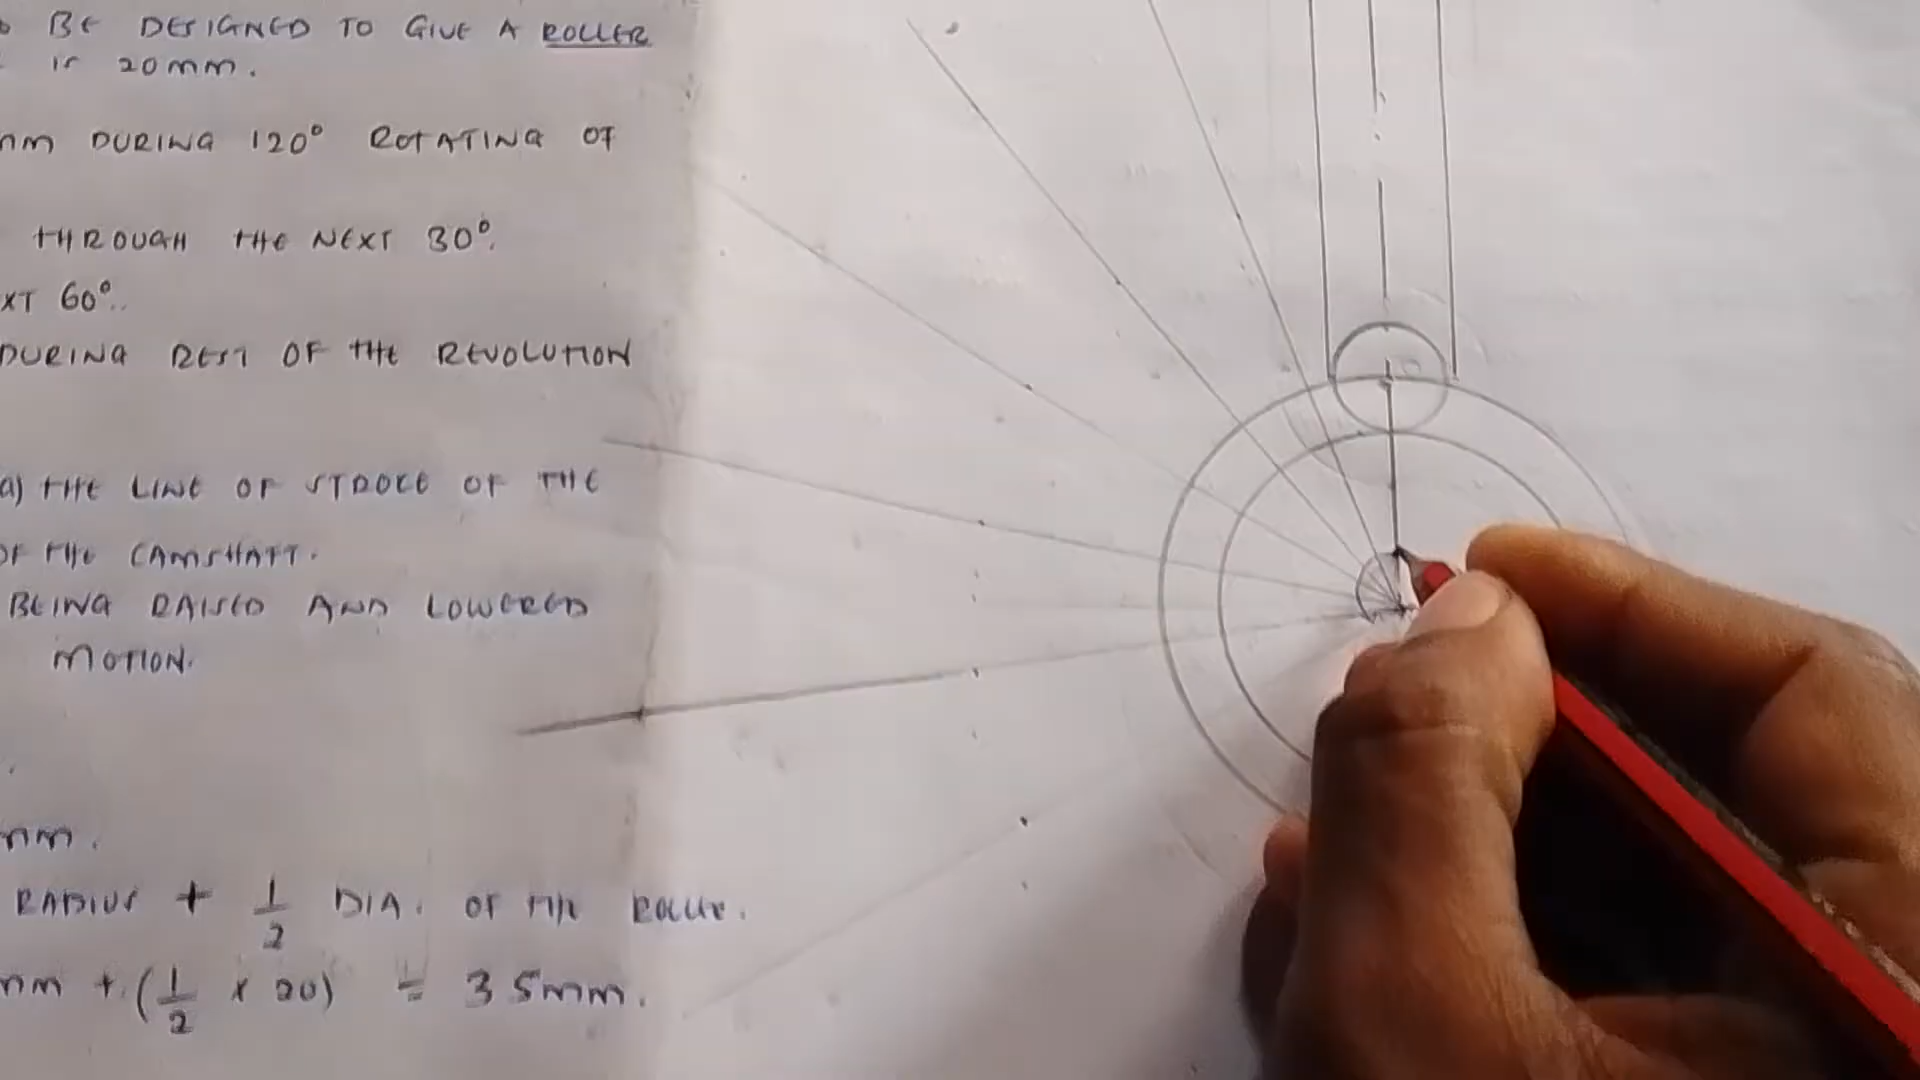 BE DESIGNED TO GIVE A ROLLER
IS 20mm.
mm DURING 120° ROTATING OF
THROUGH THE NEXT 30°.
XT 60°..
DURING REST OF THE REVOLUTION
a) THE LINE OF STROKE OF THE
OF THE CAMSHAFT.
BEING RAISED AND LOWERED
MOTION.
mm.
RADIUS + 1/2 DIA. OF THE
mm + (1/2 x 20) = 35mm.